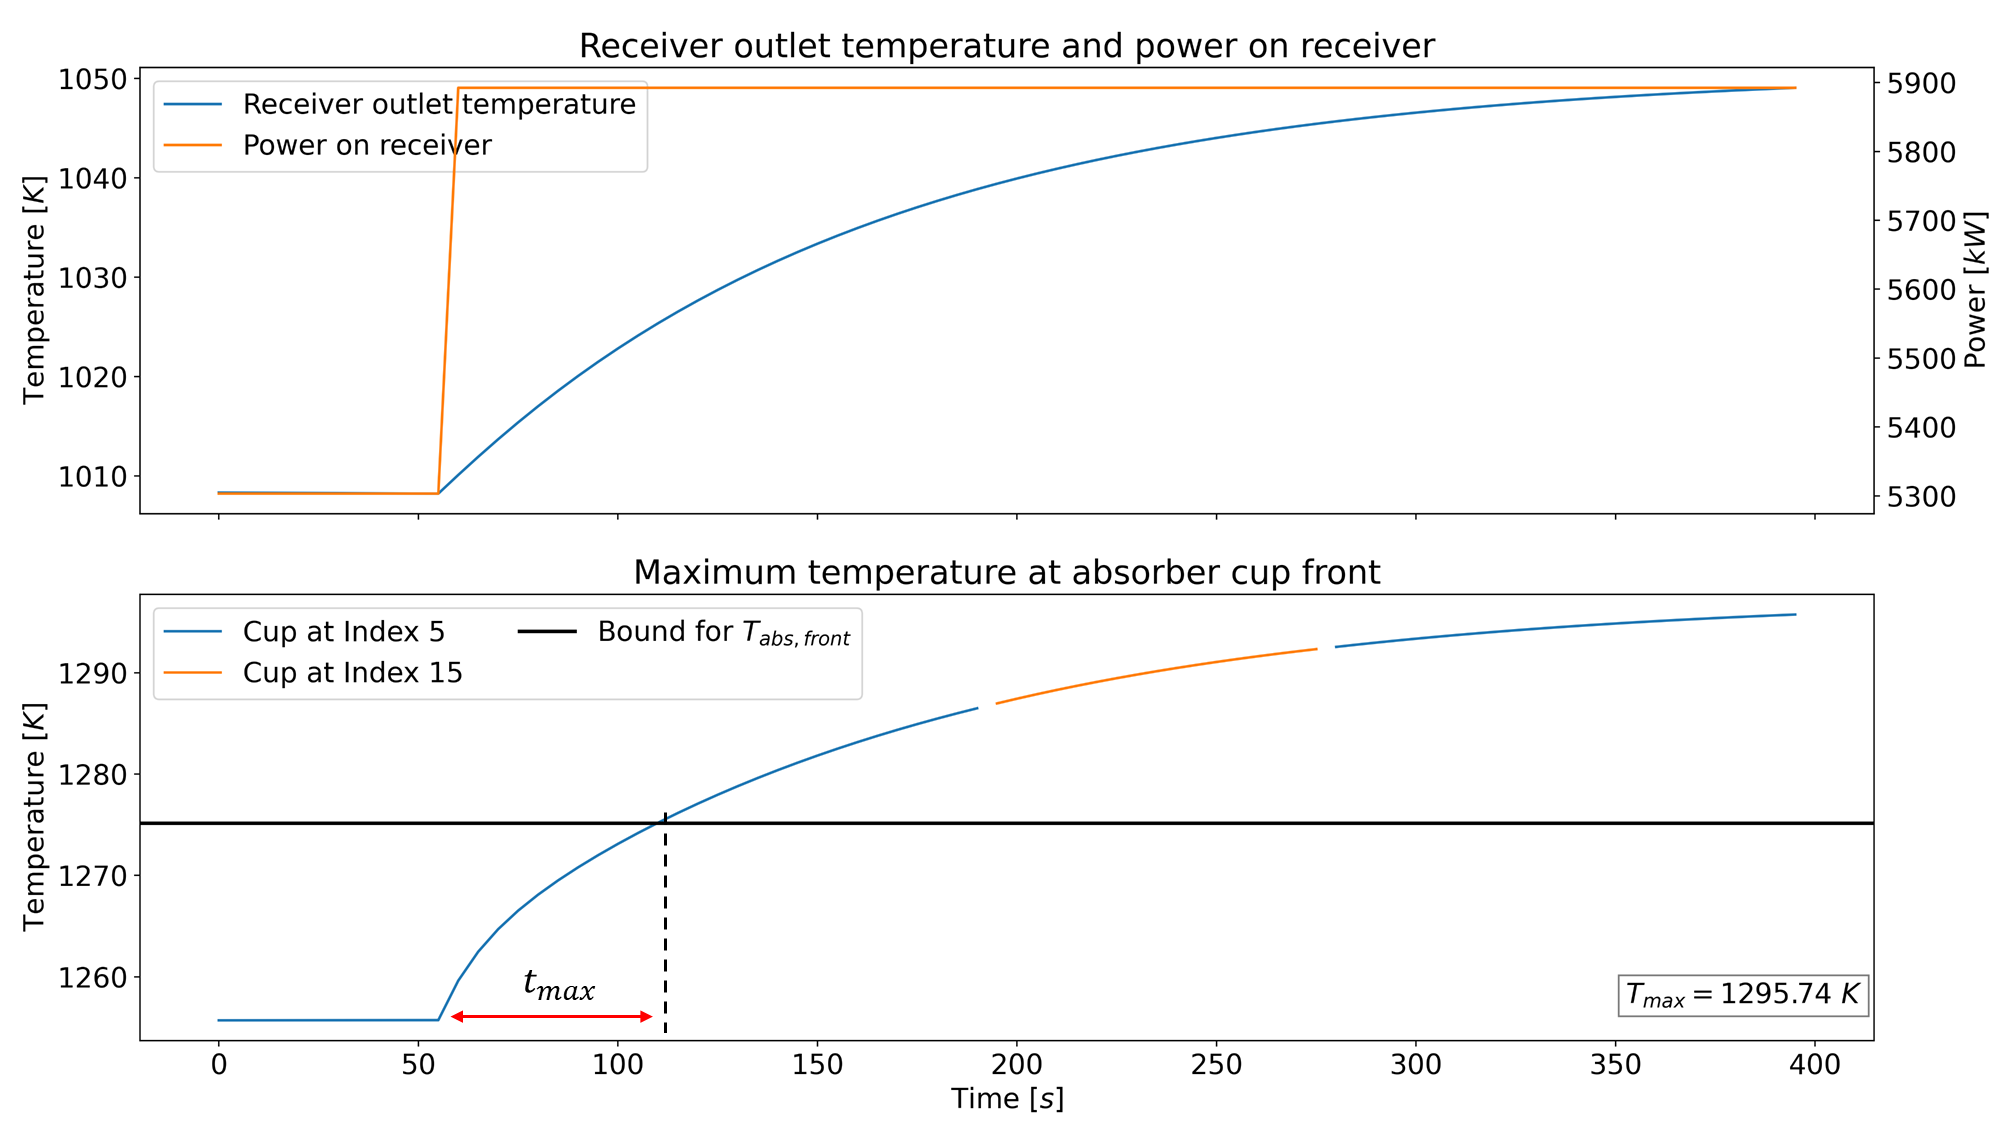 Receiver outlet temperature and power on receiver
Receiver outlet temperature
Power on receiver
Temperature [K]
1050
1040
1030
1020
1010
5900
5800
5700
5600
5500
5400
5300
Power [kW]
Maximum temperature at absorber cup front
Cup at Index 5
Cup at Index 15
Bound for T_abs, front
Temperature [K]
1290
1280
1270
1260
t_max
T_max = 1295.74 K
0 50 100 150 200 250 300 350 400
Time [s]